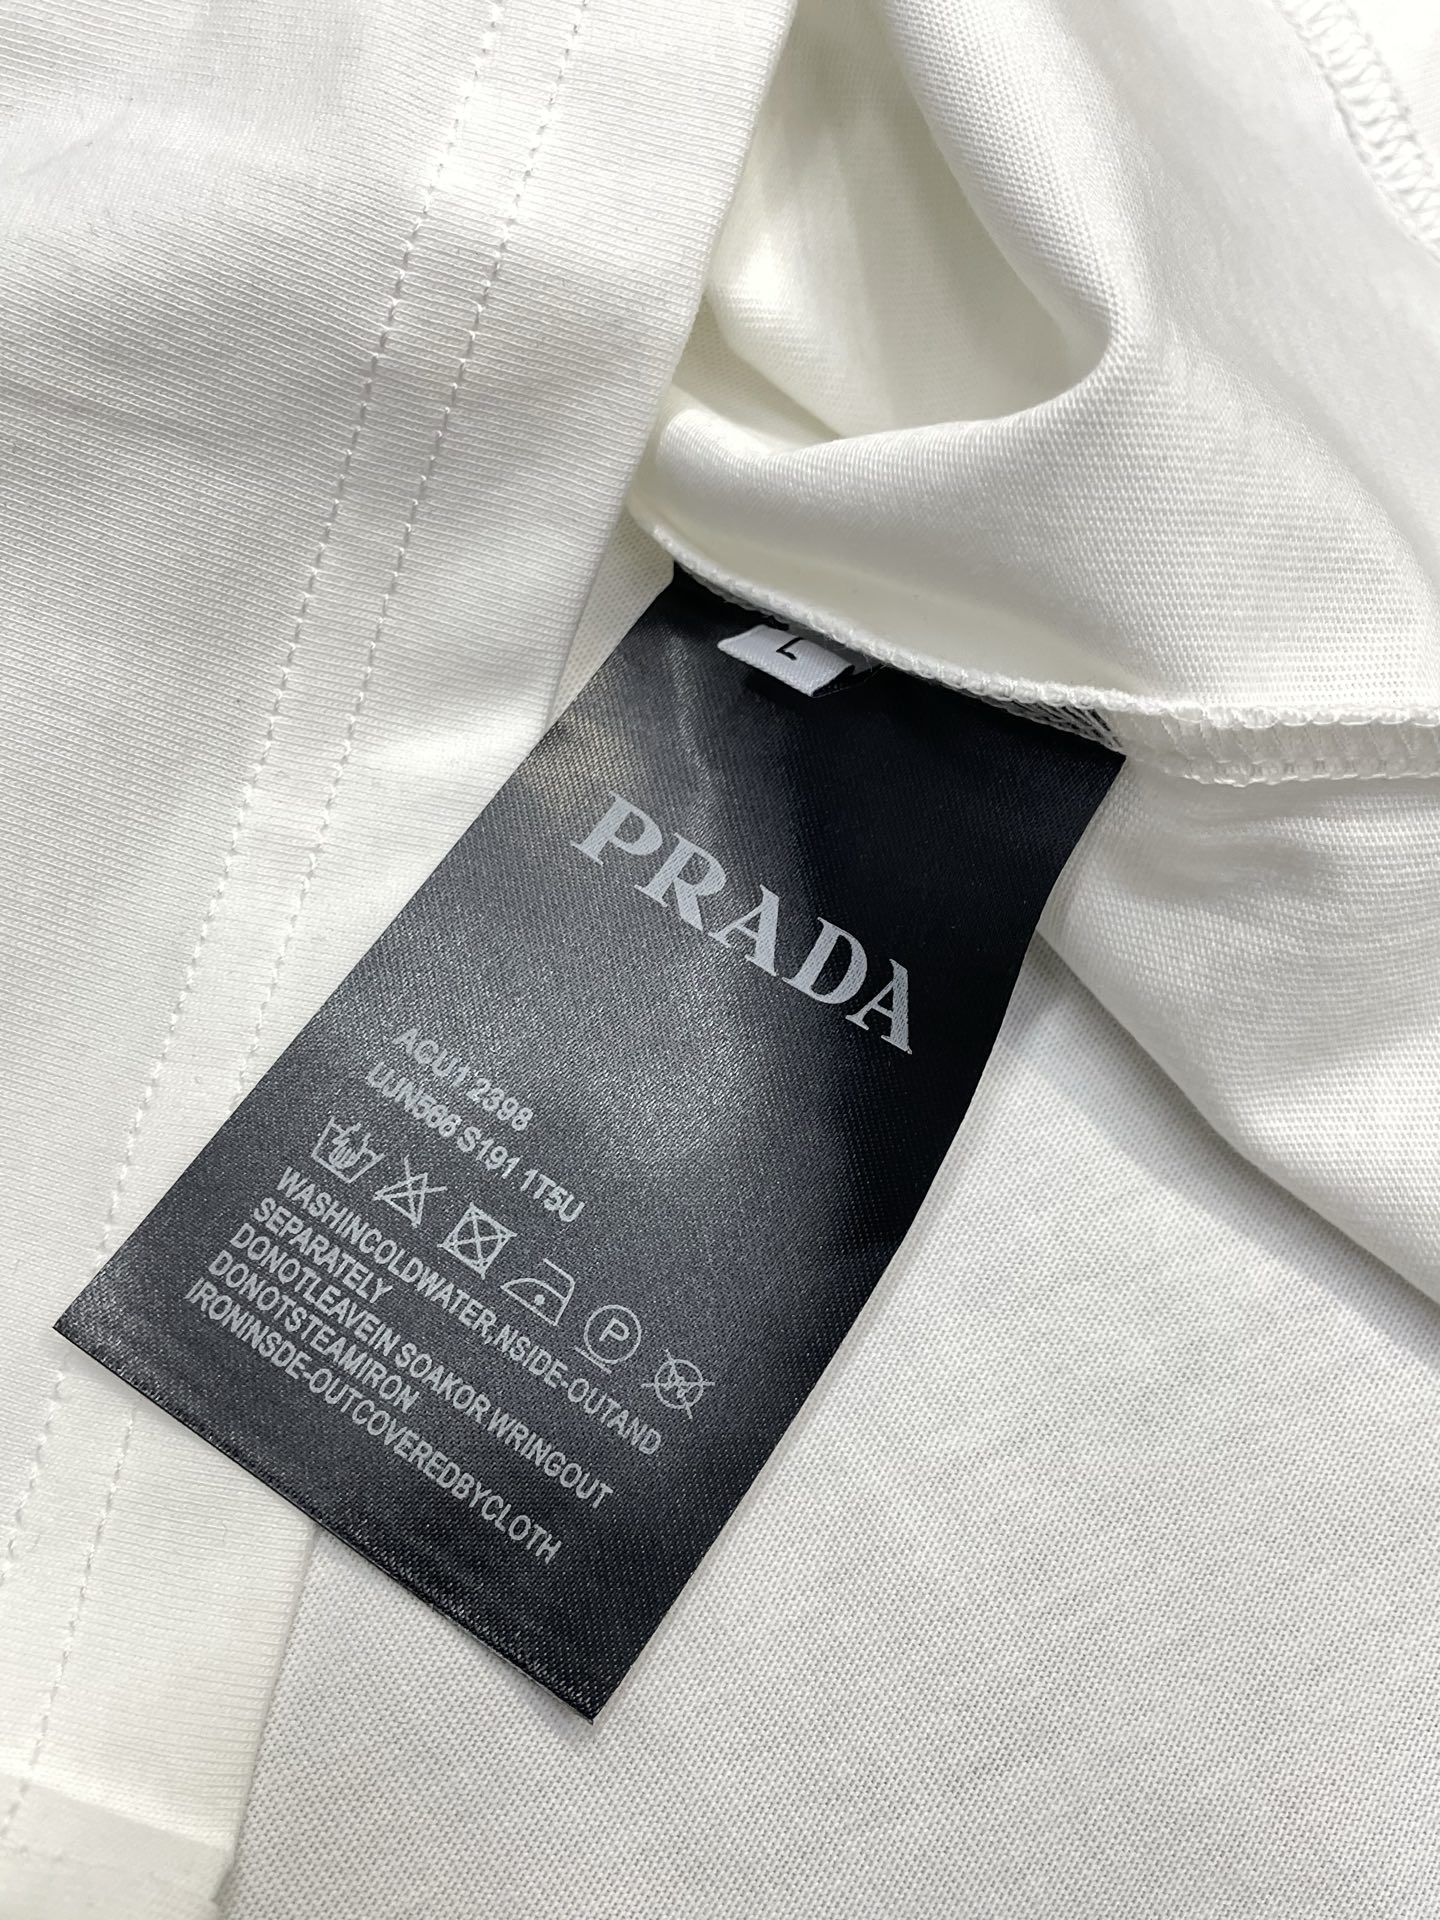 L
PRADA
ACU1 2398
UJN566 S191 1T5U
P
W
WASHINCOLDWATER,NSIDE-OUTAND
SEPARATELY
DONOTLEAVEIN SOAKOR WRINGOUT
DONOTSTEAMIRON
IRONINSDE-OUTCOVEREDBYCLOTH